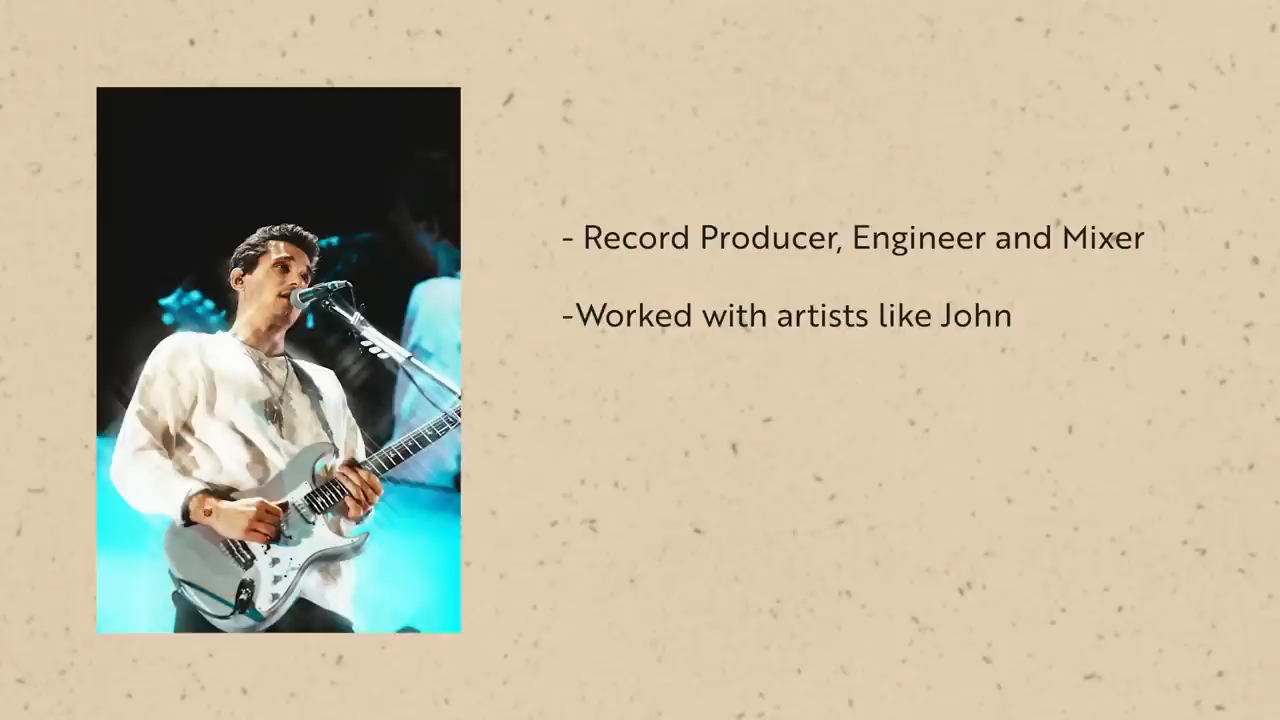 - Record Producer, Engineer and Mixer
-Worked with artists like John